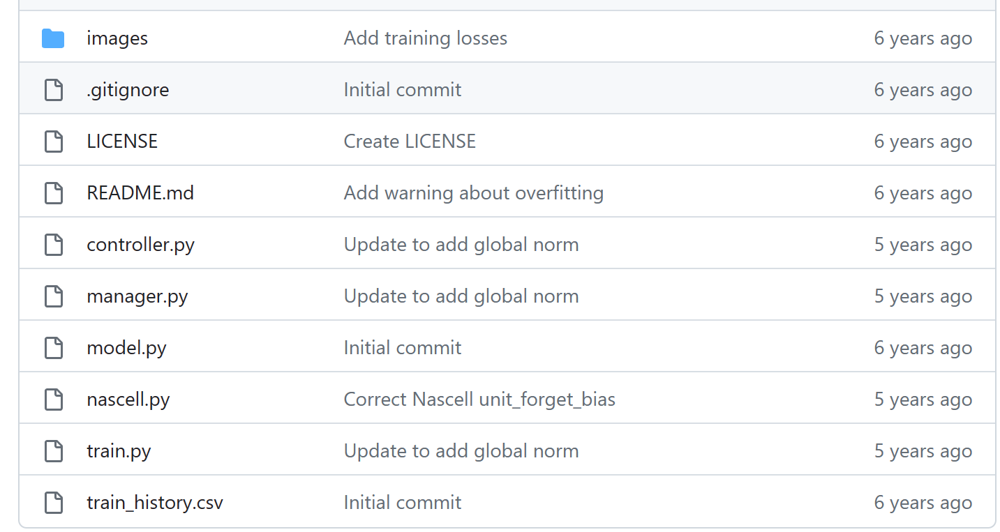 images Add training losses 6 years ago
.gitignore Initial commit 6 years ago
LICENSE Create LICENSE 6 years ago
README.md Add warning about overfitting 6 years ago
controller.py Update to add global norm 5 years ago
manager.py Update to add global norm 5 years ago
model.py Initial commit 6 years ago
nascell.py Correct Nascell unit_forget_bias 5 years ago
train.py Update to add global norm 5 years ago
train_history.csv Initial commit 6 years ago